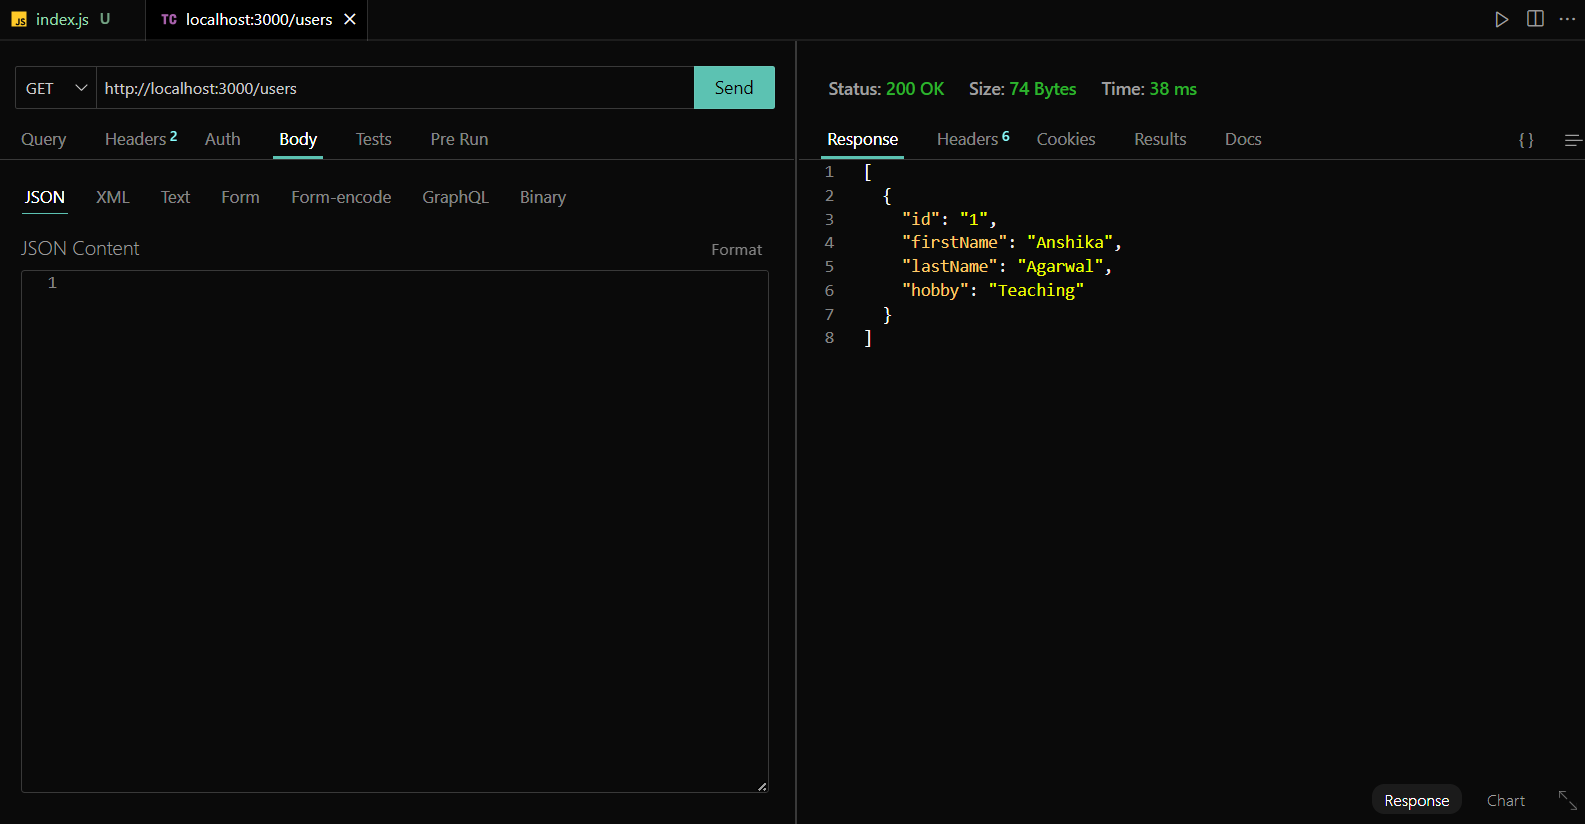 index.js U
TC localhost:3000/users
GET http://localhost:3000/users Send
Query Headers 2 Auth Body Tests Pre Run
JSON XML Text Form Form-encode GraphQL Binary
JSON Content Format
1
Status: 200 OK Size: 74 Bytes Time: 38 ms
Response Headers 6 Cookies Results Docs { }
1 [
2 {
3 "id": "1",
4 "firstName": "Anshika",
5 "lastName": "Agarwal",
6 "hobby": "Teaching"
7 }
8 ]
Response Chart